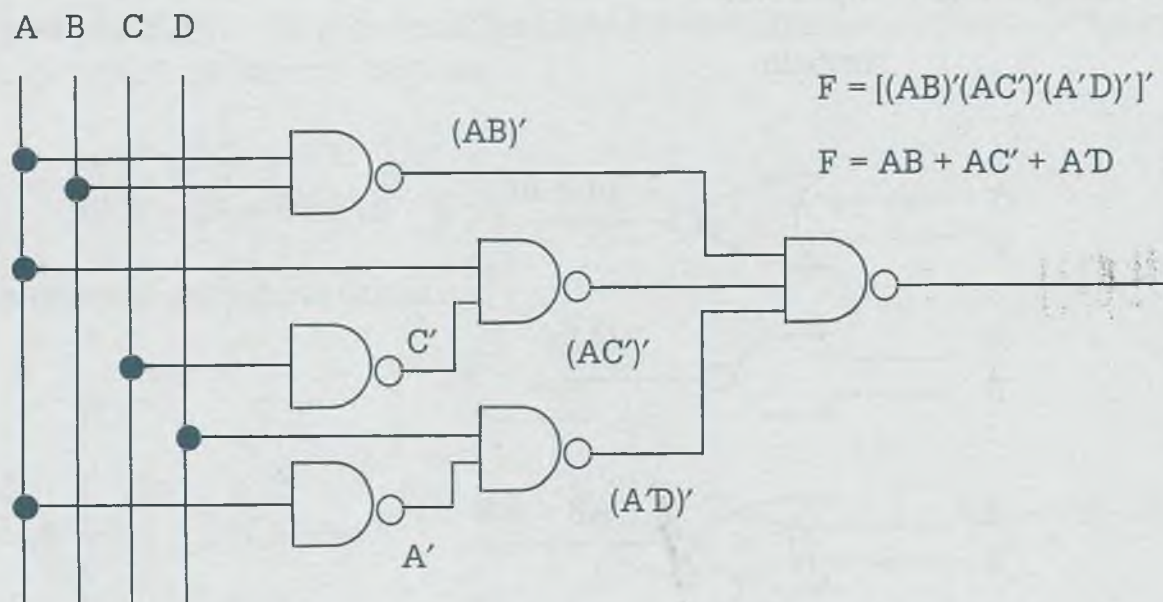 A B C D
F = [(AB)′(AC′)′(A′D)′]′
(AB)′
F = AB + AC′ + A′D
C′
(AC′)′
(A′D)′
A′